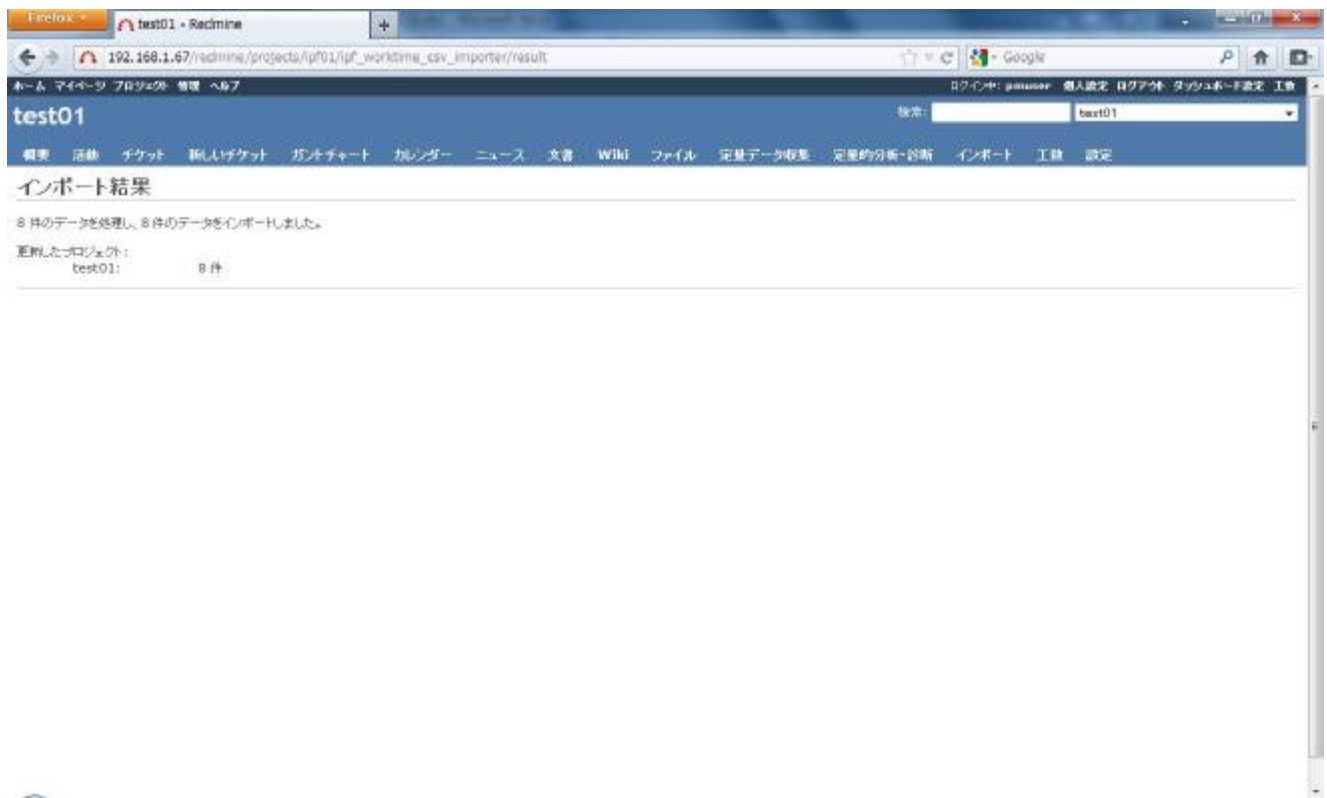 Firefox
test01 - Redmine
192.168.1.67/redmine/projects/ipf01/ipf_worktime_csv_importer/result
Google
ホーム マイページ プロジェクト 管理 ヘルプ
ログイン中: pmuser 個人設定 ログアウト ダッシュボード設定 工数
test01
検索:
test01
概要 活動 チケット 新しいチケット ガントチャート カレンダー ニュース 文書 Wiki ファイル 定量データ収集 定量的分析・診断 インポート 工数 設定
インポート結果
8 件のデータを処理し、8 件のデータをインポートしました。
更新したプロジェクト:
test01: 8 件